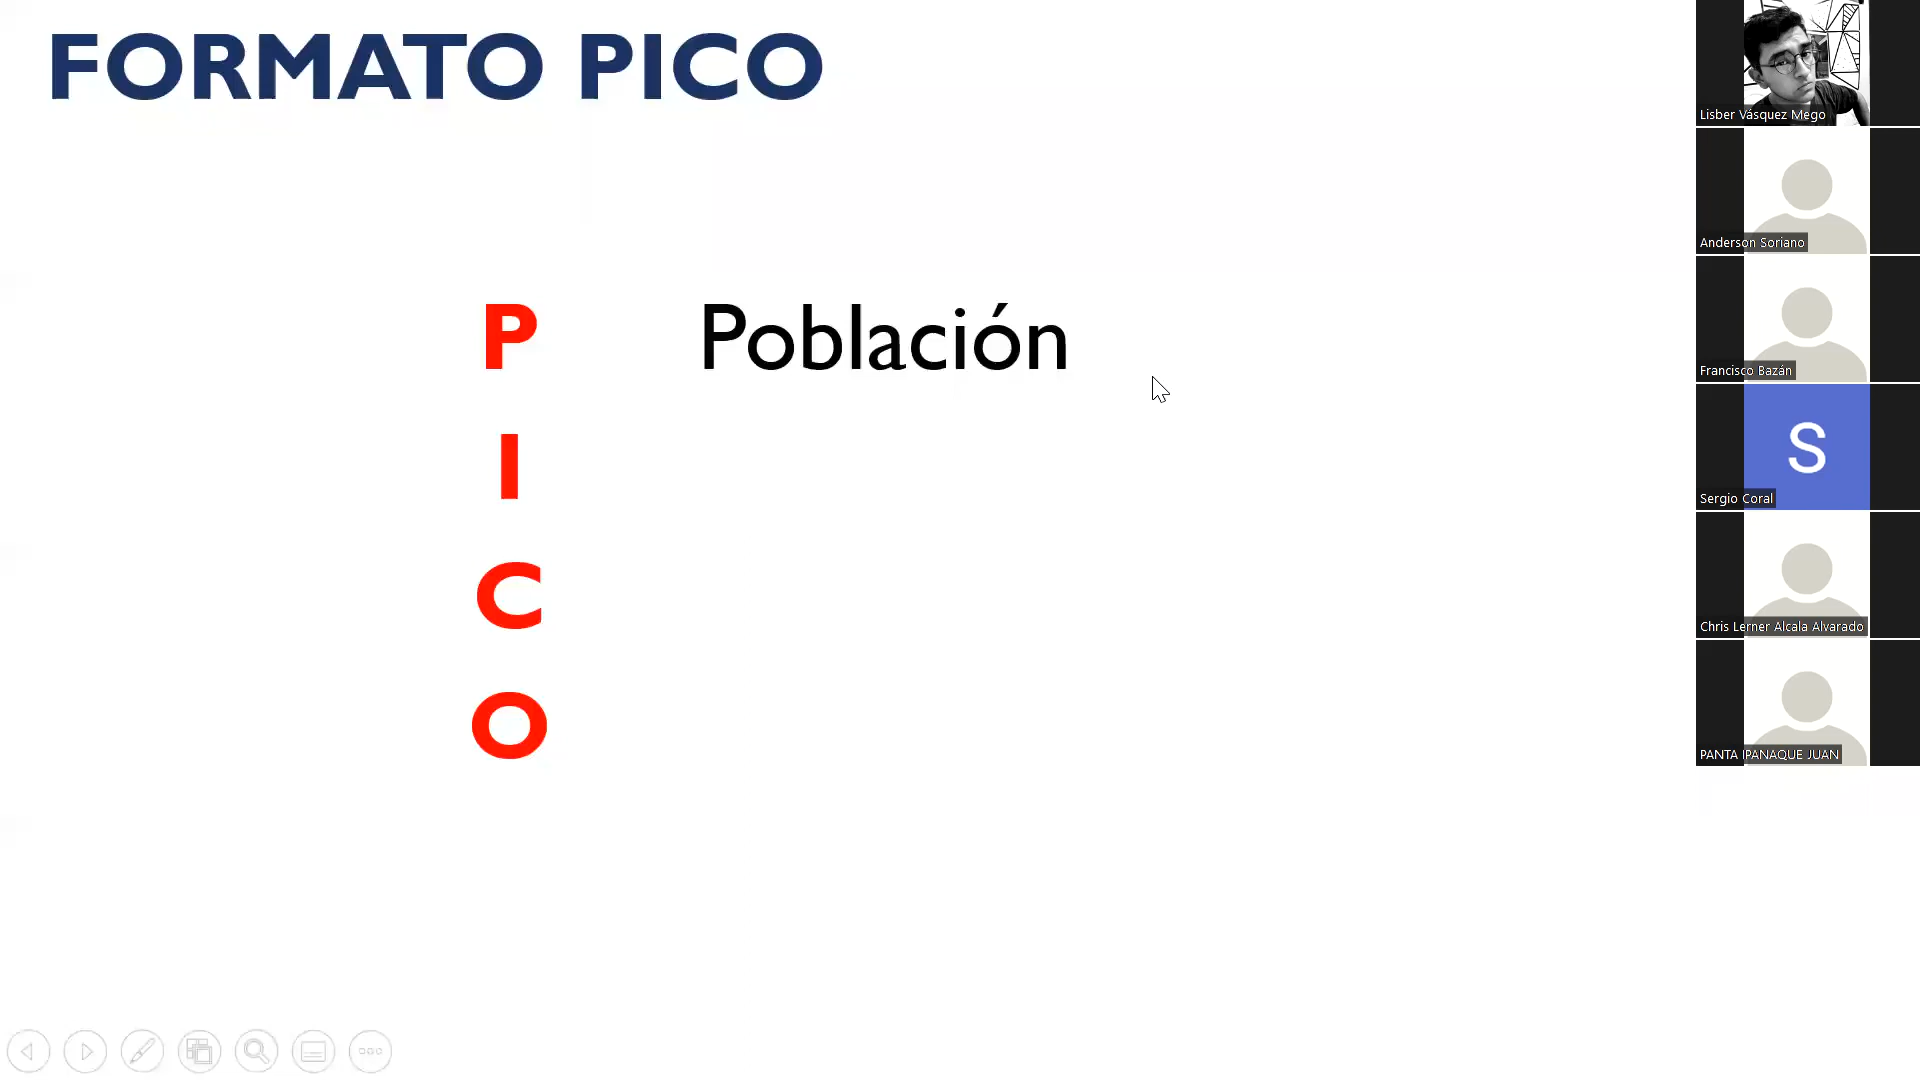 FORMATO PICO
P Población
I
C
O
Lisber Vásquez Mego
Anderson Soriano
Francisco Bazán
S
Sergio Coral
Chris Lerner Alcala Alvarado
PANTA IPANAQUE JUAN